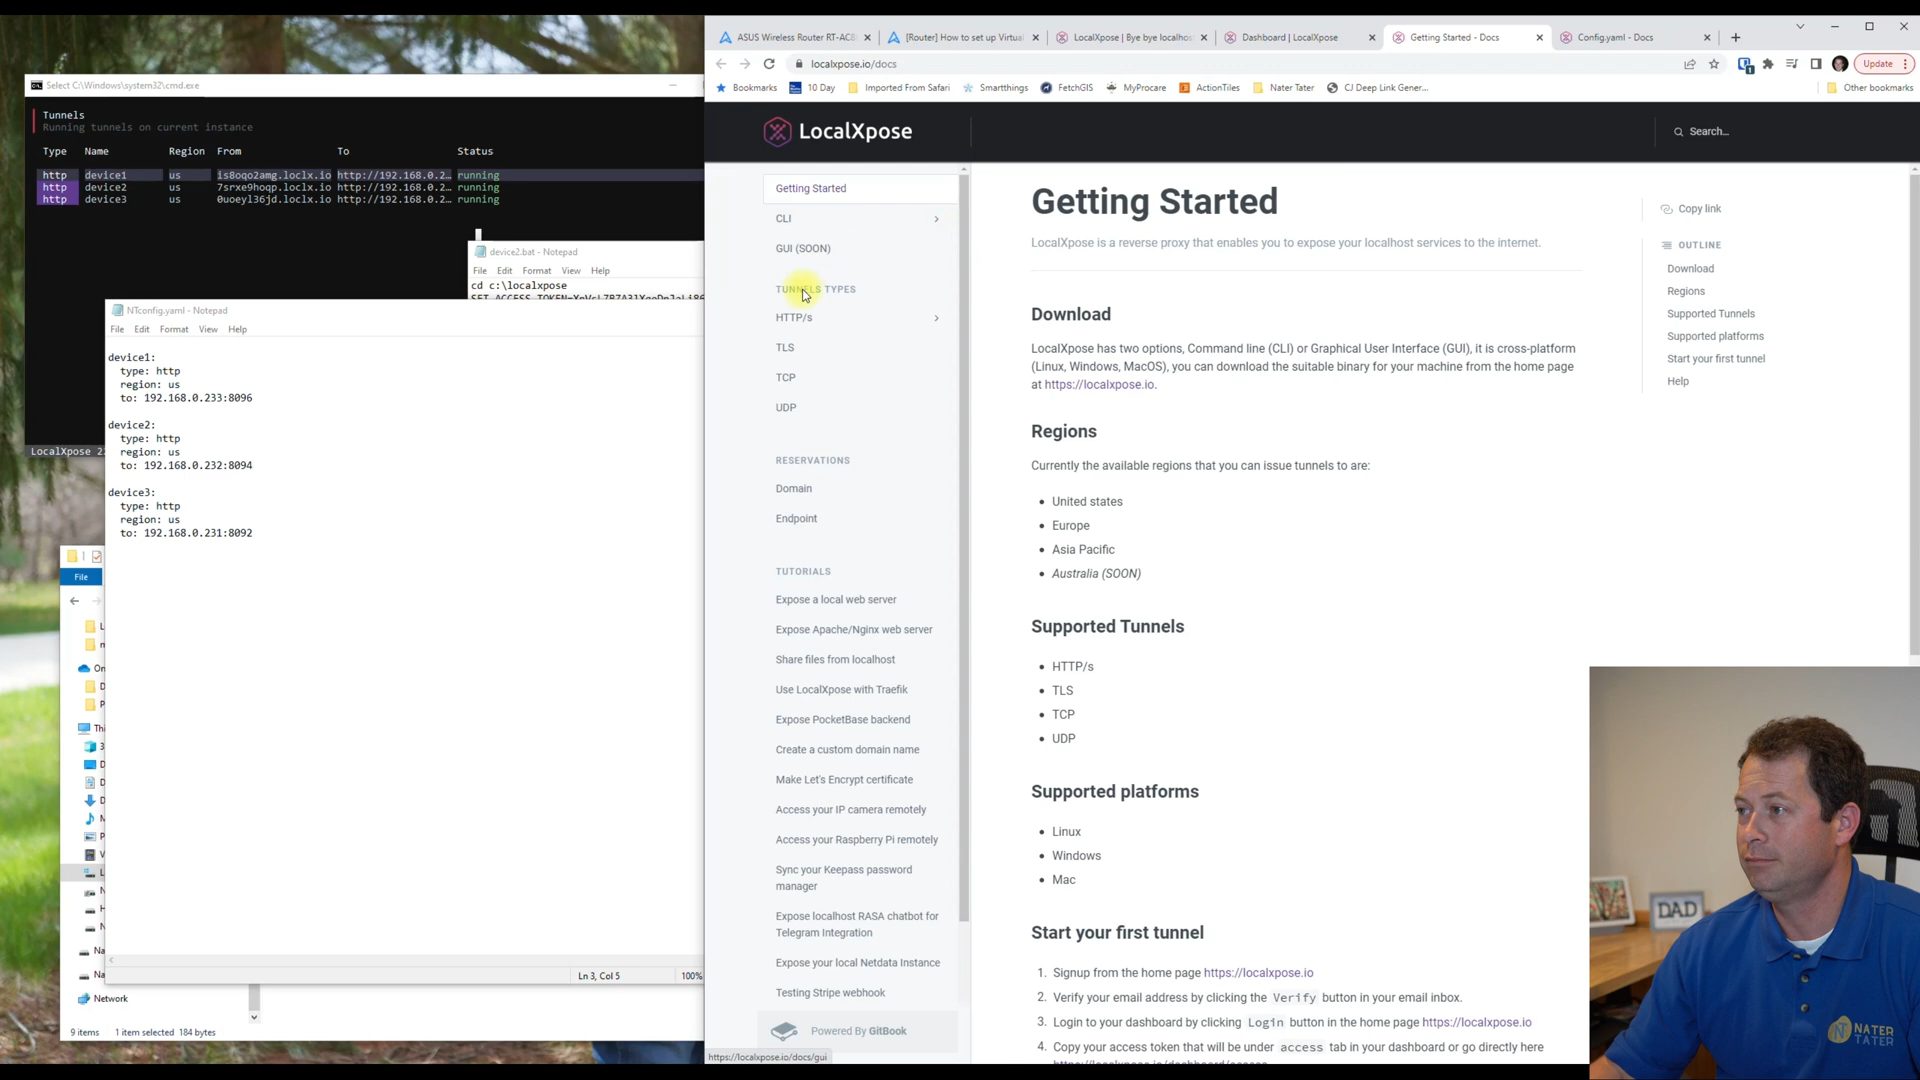 Select C:\Windows\system32\cmd.exe
Tunnels
Running tunnels on current instance
Type Name Region From To Status
http device1 us is8oqo2amg.loclx.io http://192.168.0.2… running
http device2 us 7srxe9hoqp.loclx.io http://192.168.0.2… running
http device3 us 0uoeyl36jd.loclx.io http://192.168.0.2… running
LocalXpose 2
device2.bat - Notepad
File Edit Format View Help
cd c:\localxpose
NTconfig.yaml - Notepad
File Edit Format View Help
device1:
type: http
region: us
to: 192.168.0.233:8096
device2:
type: http
region: us
to: 192.168.0.232:8094
device3:
type: http
region: us
to: 192.168.0.231:8092
Ln 3, Col 5 100%
File
Network
9 items 1 item selected 184 bytes
ASUS Wireless Router RT-AC8
[Router] How to set up Virtual
LocalXpose | Bye bye localhos
Dashboard | LocalXpose
Getting Started - Docs
Config.yaml - Docs
localxpose.io/docs
Update
Bookmarks 10 Day Imported From Safari Smartthings FetchGIS MyProcare ActionTiles Nater Tater CJ Deep Link Gener... Other bookmarks
LocalXpose
Search...
Getting Started
CLI
GUI (SOON)
TUNNELS TYPES
HTTP/s
TLS
TCP
UDP
RESERVATIONS
Domain
Endpoint
TUTORIALS
Expose a local web server
Expose Apache/Nginx web server
Share files from localhost
Use LocalXpose with Traefik
Expose PocketBase backend
Create a custom domain name
Make Let's Encrypt certificate
Access your IP camera remotely
Access your Raspberry Pi remotely
Sync your Keepass password
manager
Expose localhost RASA chatbot for
Telegram Integration
Expose your local Netdata Instance
Testing Stripe webhook
Powered By GitBook
https://localxpose.io/docs/gui
Getting Started
LocalXpose is a reverse proxy that enables you to expose your localhost services to the internet.
Download
LocalXpose has two options, Command line (CLI) or Graphical User Interface (GUI), it is cross-platform
(Linux, Windows, MacOS), you can download the suitable binary for your machine from the home page
at https://localxpose.io.
Regions
Currently the available regions that you can issue tunnels to are:
• United states
• Europe
• Asia Pacific
• Australia (SOON)
Supported Tunnels
• HTTP/s
• TLS
• TCP
• UDP
Supported platforms
• Linux
• Windows
• Mac
Start your first tunnel
1. Signup from the home page https://localxpose.io
2. Verify your email address by clicking the Verify button in your email inbox.
3. Login to your dashboard by clicking Login button in the home page https://localxpose.io
4. Copy your access token that will be under access tab in your dashboard or go directly here
Copy link
OUTLINE
Download
Regions
Supported Tunnels
Supported platforms
Start your first tunnel
Help
DAD
NATER
TATER